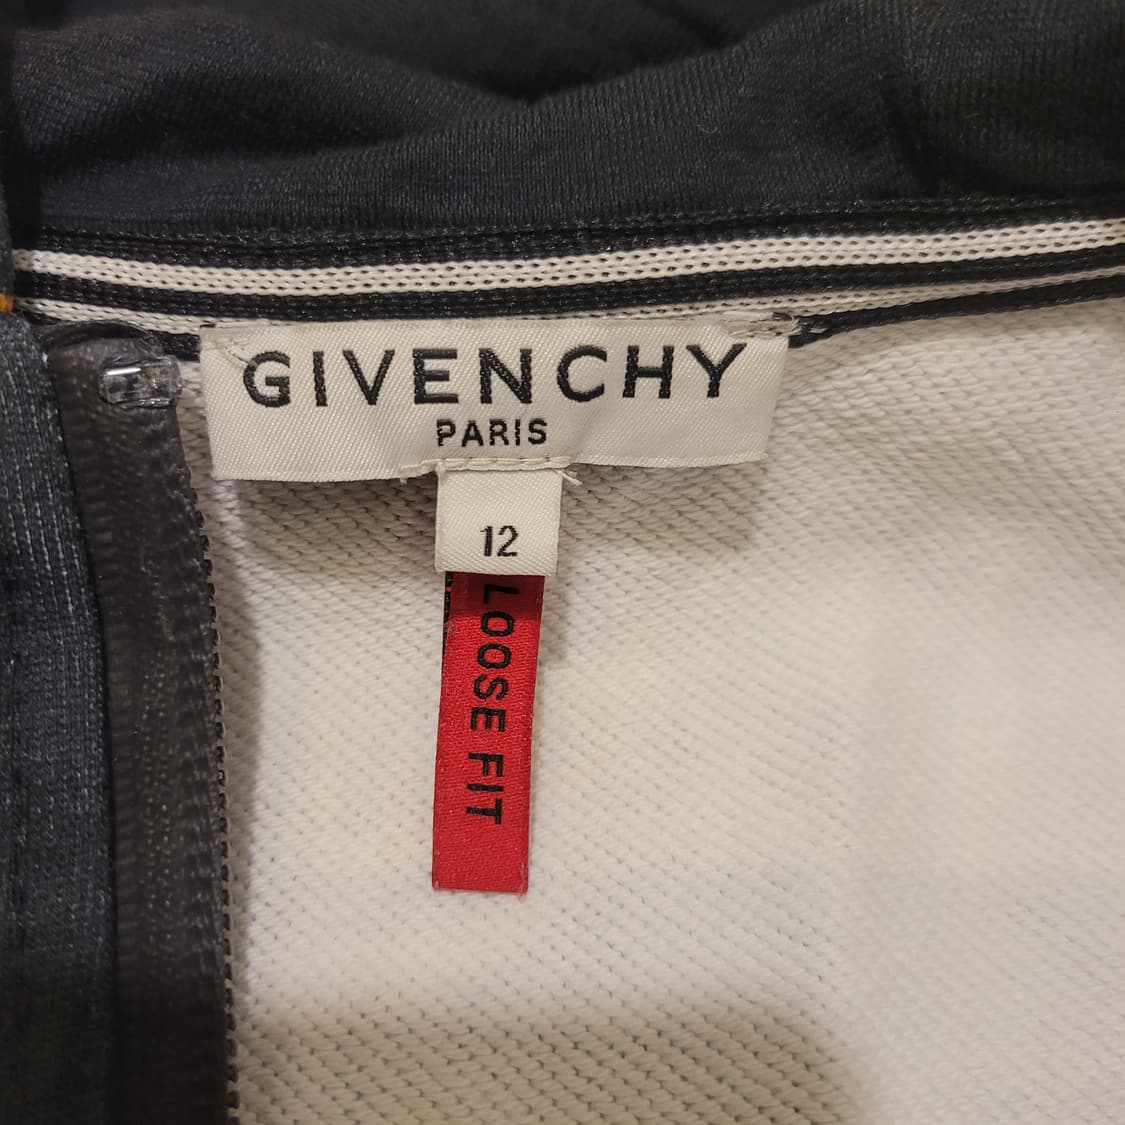 GIVENCHY
PARIS
12
LOOSE FIT